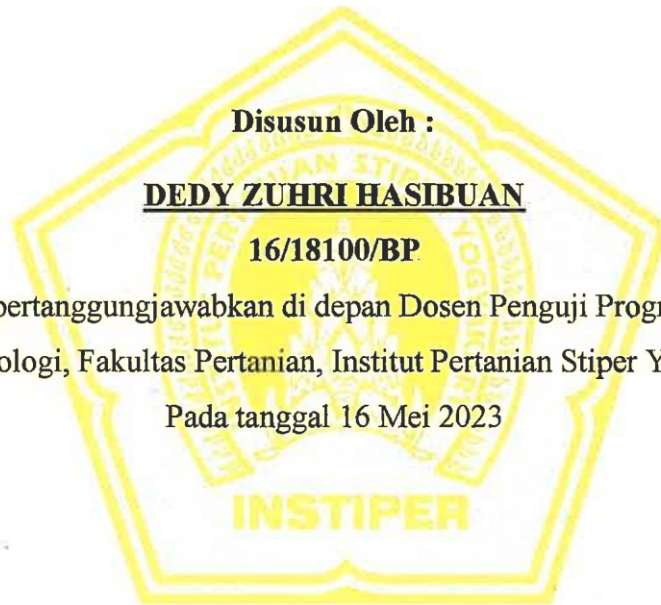 Disusun Oleh :
DEDY ZUHRI HASIBUAN
16/18100/BP
pertanggungjawabkan di depan Dosen Penguji Progr
ologi, Fakultas Pertanian, Institut Pertanian Stiper Y
Pada tanggal 16 Mei 2023
INSTIPER